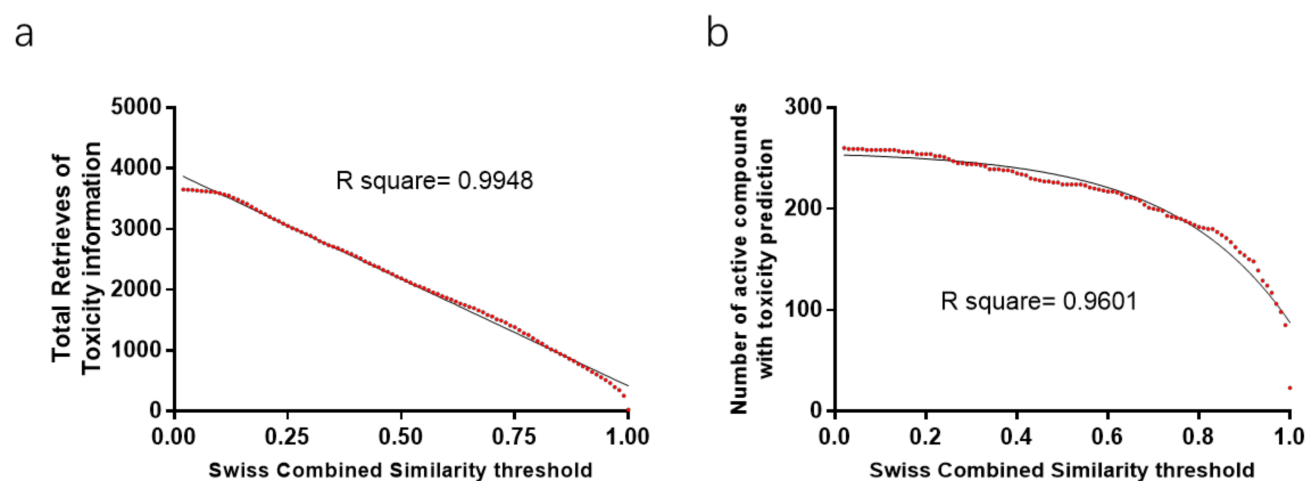 a
5000
4000
3000
2000
1000
0
Total Retrieves of
Toxicity information
R square= 0.9948
0.00 0.25 0.50 0.75 1.00
Swiss Combined Similarity threshold
b
300
200
100
0
Number of active compounds
with toxicity prediction
R square= 0.9601
0.0 0.2 0.4 0.6 0.8 1.0
Swiss Combined Similarity threshold